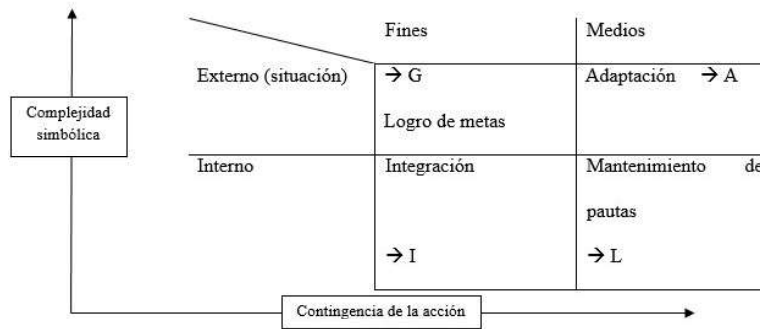 Fines Medios
Externo (situación) → G Adaptación → A
Complejidad
simbólica
Logro de metas
Interno Integración Mantenimiento de
pautas
→ I → L
Contingencia de la acción